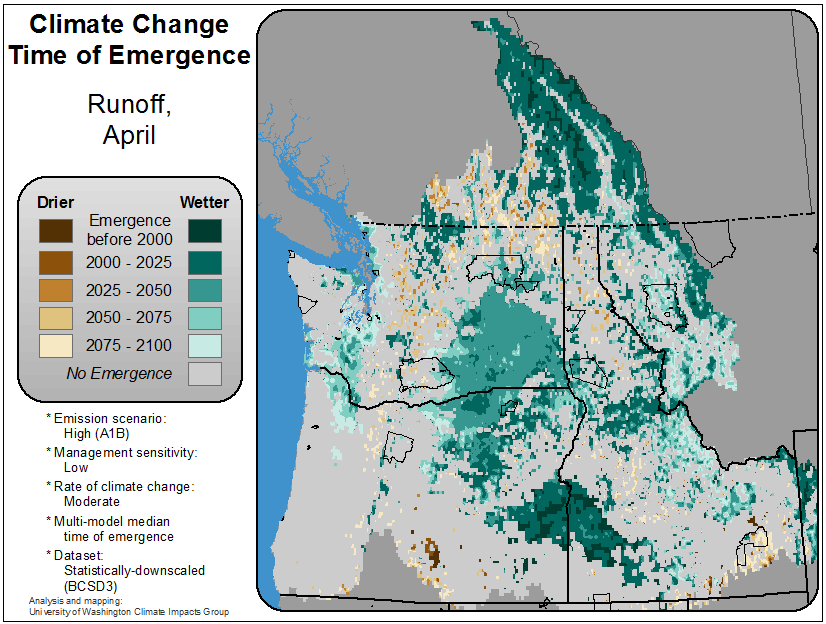 Climate Change
Time of Emergence
Runoff,
April
Drier
Wetter
Emergence
before 2000
2000 - 2025
2025 - 2050
2050 - 2075
2075 - 2100
No Emergence
* Emission scenario:
High (A1B)
* Management sensitivity:
Low
* Rate of climate change:
Moderate
* Multi-model median
time of emergence
* Dataset:
Statistically-downscaled
(BCSD3)
Analysis and mapping:
University of Washington Climate Impacts Group